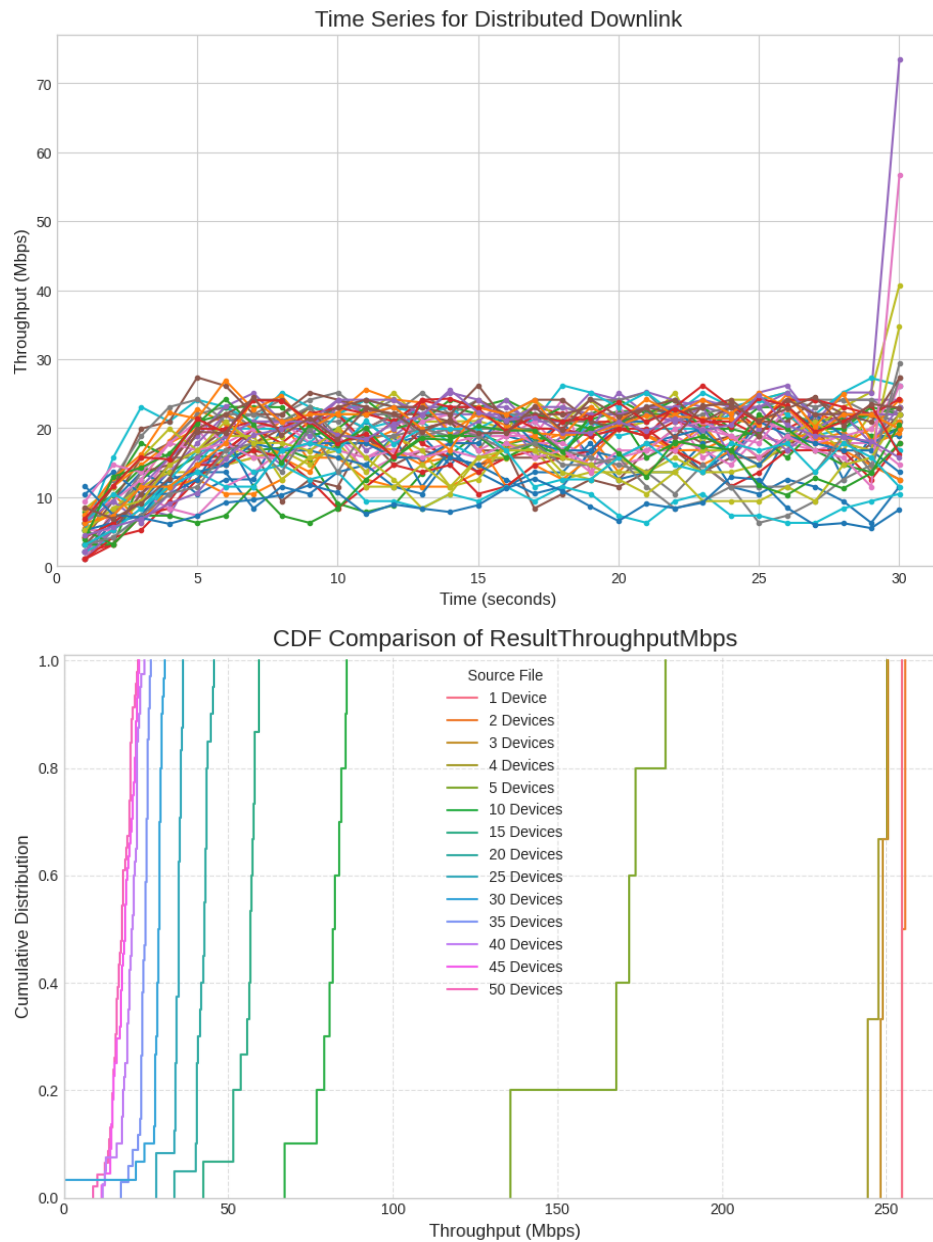 Time Series for Distributed Downlink
70
60
50
40
30
20
10
0
Throughput (Mbps)
0 5 10 15 20 25 30
Time (seconds)
CDF Comparison of ResultThroughputMbps
1.0
0.8
0.6
0.4
0.2
0.0
Cumulative Distribution
Source File
1 Device
2 Devices
3 Devices
4 Devices
5 Devices
10 Devices
15 Devices
20 Devices
25 Devices
30 Devices
35 Devices
40 Devices
45 Devices
50 Devices
0 50 100 150 200 250
Throughput (Mbps)